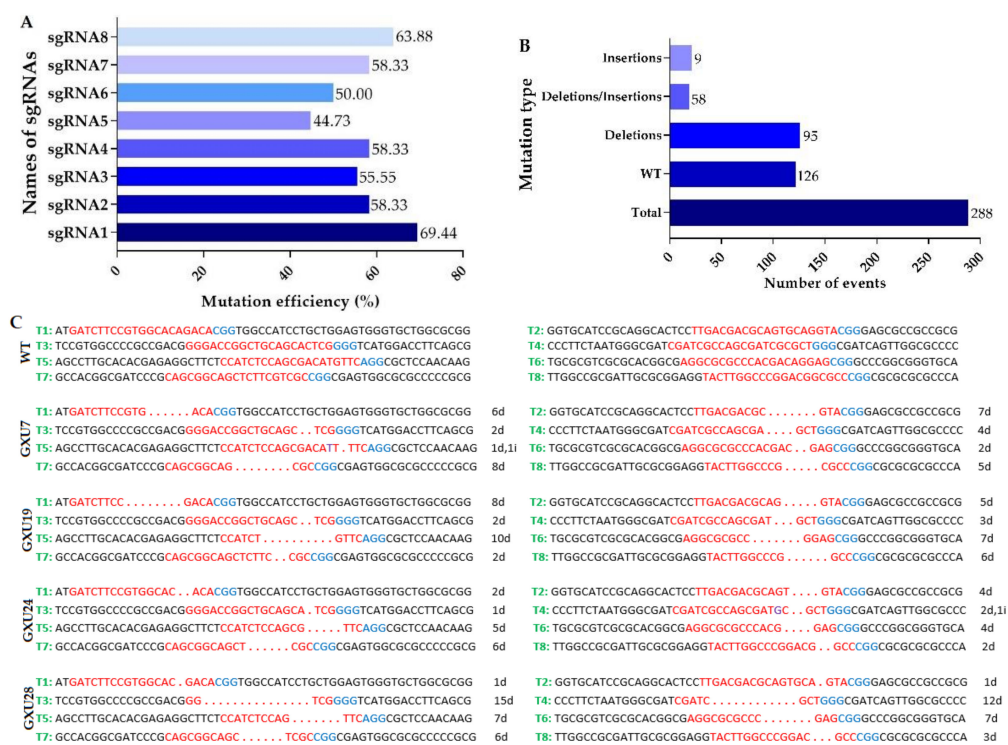 A
Names of sgRNAs
sgRNA8 63.88
sgRNA7 58.33
sgRNA6 50.00
sgRNA5 44.73
sgRNA4 58.33
sgRNA3 55.55
sgRNA2 58.33
sgRNA1 69.44
0 20 40 60 80
Mutation efficiency (%)
B
Mutation type
Insertions 9
Deletions/Insertions 58
Deletions 95
WT 126
Total 288
0 50 100 150 200 250 300
Number of events
C
WT
T1: ATGATCTTCCGTGGCACAGACACGGTGGCCATCCTGCTGGAGTGGGTGCTGGCGCGG
T2: GGTGCATCCGCAGGCACTCCTTGACGACGCAGTGCAGGTACGGGAGCGCCGCCGCG
T3: TCCGTGGCCCCGCCGACGGGGACCGGCTGCAGCACTCGGGGTCATGGACCTTCAGCG
T4: CCCTTCTAATGGGCGATCGATCGCCAGCGATCGCGCTGGGCGATCAGTTGGCGCCCC
T5: AGCCTTGCACACGAGAGGCTTCTCCATCTCCAGCGACATGTTCAGGCGCTCCAACAAG
T6: TGCGCGTCGCGCACGGCGAGGCGCGCCCACGACAGGAGCGGGCCCGGCGGGTGCA
T7: GCCACGGCGATCCCGCAGCGGCAGCTCTTCGTCGCCGGCGAGTGGCGCGCCCCCGCG
T8: TTGGCCGCGATTGCGCGGAGGTACTTGGCCCGGACGGCGCCCGGCGCGCGCGCCCA
GXU7
T1: ATGATCTTCCGTG......ACACGGTGGCCATCCTGCTGGAGTGGGTGCTGGCGCGG 6d
T2: GGTGCATCCGCAGGCACTCCTTGACGACGC.......GTACGGGAGCGCCGCCGCG 7d
T3: TCCGTGGCCCCGCCGACGGGGACCGGCTGCAGC..TCGGGGTCATGGACCTTCAGCG 2d
T4: CCCTTCTAATGGGCGATCGATCGCCAGCGA....GCTGGGCGATCAGTTGGCGCCCC 4d
T5: AGCCTTGCACACGAGAGGCTTCTCCATCTCCAGCGACATT.TTCAGGCGCTCCAACAAG 1d,1i
T6: TGCGCGTCGCGCACGGCGAGGCGCGCCCACGAC..GAGCGGGCCCGGCGGGTGCA 2d
T7: GCCACGGCGATCCCGCAGCGGCAG........CGCCGGCGAGTGGCGCGCCCCCGCG 8d
T8: TTGGCCGCGATTGCGCGGAGGTACTTGGCCCG.....CGCCCGGCGCGCGCGCCCA 5d
GXU19
T1: ATGATCTTCC........GACACGGTGGCCATCCTGCTGGAGTGGGTGCTGGCGCGG 8d
T2: GGTGCATCCGCAGGCACTCCTTGACGACGCAG.....GTACGGGAGCGCCGCCGCG 5d
T3: TCCGTGGCCCCGCCGACGGGGACCGGCTGCAGC..TCGGGGTCATGGACCTTCAGCG 2d
T4: CCCTTCTAATGGGCGATCGATCGCCAGCGAT...GCTGGGCGATCAGTTGGCGCCCC 3d
T5: AGCCTTGCACACGAGAGGCTTCTCCATCT..........GTTCAGGCGCTCCAACAAG 10d
T6: TGCGCGTCGCGCACGGCGAGGCGCGCC.......GGAGCGGGCCCGGCGGGTGCA 7d
T7: GCCACGGCGATCCCGCAGCGGCAGCTCTTC..CGCCGGCGAGTGGCGCGCCCCCGCG 2d
T8: TTGGCCGCGATTGCGCGGAGGTACTTGGCCCG......GCCCGGCGCGCGCGCCCA 6d
GXU24
T1: ATGATCTTCCGTGGCAC..ACACGGTGGCCATCCTGCTGGAGTGGGTGCTGGCGCGG 2d
T2: GGTGCATCCGCAGGCACTCCTTGACGACGCAGT....GTACGGGAGCGCCGCCGCG 4d
T3: TCCGTGGCCCCGCCGACGGGGACCGGCTGCAGCA.TCGGGGTCATGGACCTTCAGCG 1d
T4: CCCTTCTAATGGGCGATCGATCGCCAGCGATGC..GCTGGGCGATCAGTTGGCGCCC 2d,1i
T5: AGCCTTGCACACGAGAGGCTTCTCCATCTCCAGCG.....TTCAGGCGCTCCAACAAG 5d
T6: TGCGCGTCGCGCACGGCGAGGCGCGCCCACG....GAGCGGGCCCGGCGGGTGCA 4d
T7: GCCACGGCGATCCCGCAGCGGCAGCT......CGCCGGCGAGTGGCGCGCCCCCGCG 6d
T8: TTGGCCGCGATTGCGCGGAGGTACTTGGCCCGGACG..GCCCGGCGCGCGCGCCCA 2d
GXU28
T1: ATGATCTTCCGTGGCAC.GACACGGTGGCCATCCTGCTGGAGTGGGTGCTGGCGCGG 1d
T2: GGTGCATCCGCAGGCACTCCTTGACGACGCAGTGCA.GTACGGGAGCGCCGCCGCG 1d
T3: TCCGTGGCCCCGCCGACGG...............TCGGGGTCATGGACCTTCAGCG 15d
T4: CCCTTCTAATGGGCGATCGATC............GCTGGGCGATCAGTTGGCGCCCC 12d
T5: AGCCTTGCACACGAGAGGCTTCTCCATCTCCAG.......TTCAGGCGCTCCAACAAG 7d
T6: TGCGCGTCGCGCACGGCGAGGCGCGCCC.......GAGCGGGCCCGGCGGGTGCA 7d
T7: GCCACGGCGATCCCGCAGCGGCAGC......TCGCCGGCGAGTGGCGCGCCCCCGCG 6d
T8: TTGGCCGCGATTGCGCGGAGGTACTTGGCCCGGAC...GCCCGGCGCGCGCGCCCA 3d